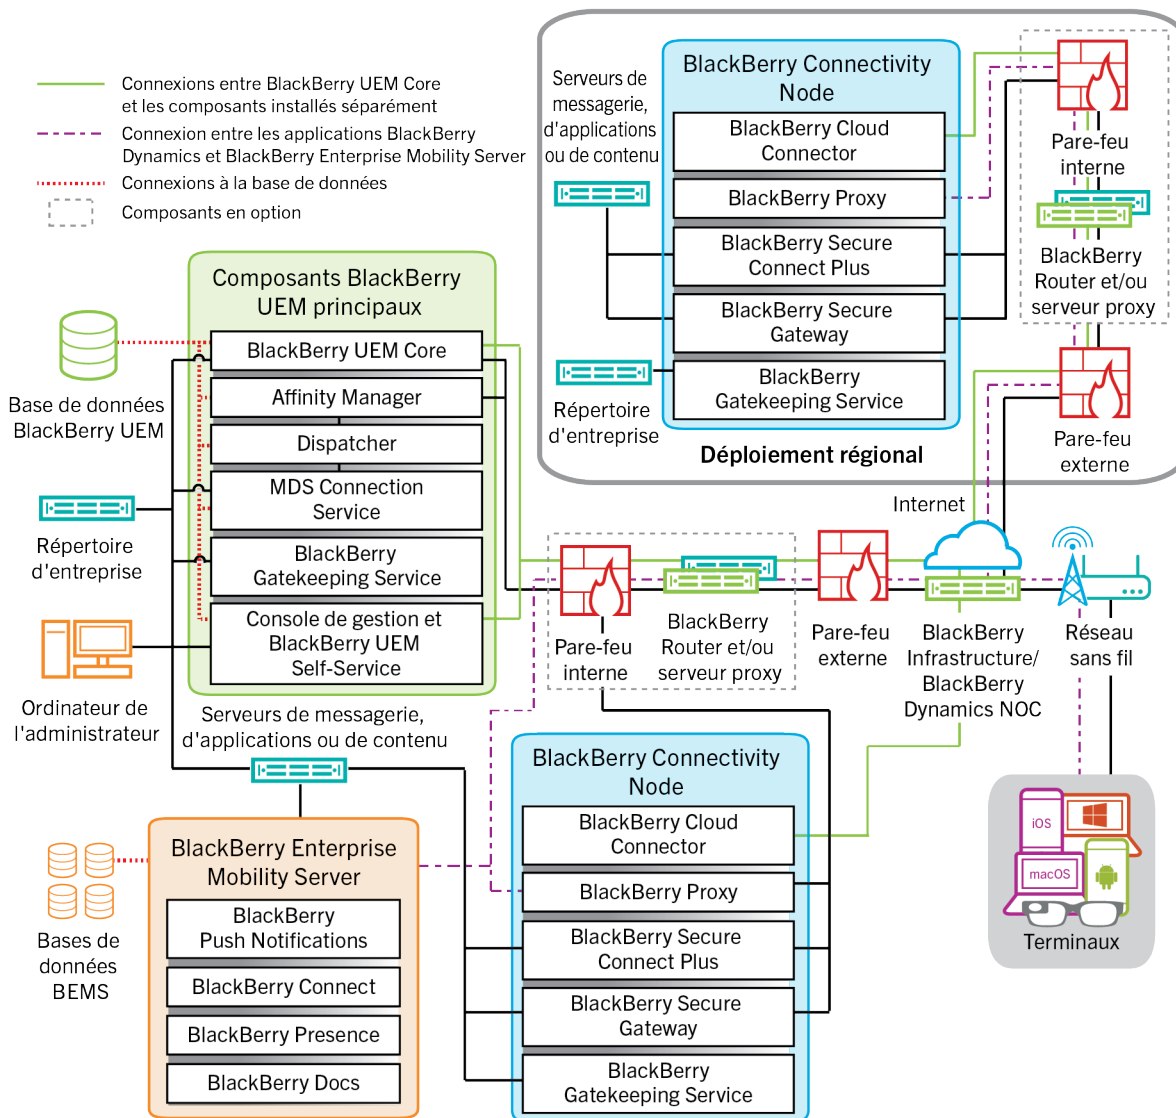 Connexions entre BlackBerry UEM Core
et les composants installés séparément
Connexion entre les applications BlackBerry
Dynamics et BlackBerry Enterprise Mobility Server
Connexions à la base de données
Composants en option
Serveurs de
messagerie,
d'applications
ou de contenu
BlackBerry Connectivity
Node
BlackBerry Cloud
Connector
BlackBerry Proxy
BlackBerry Secure
Connect Plus
BlackBerry Secure
Gateway
BlackBerry
Gatekeeping Service
Répertoire
d'entreprise
Déploiement régional
Pare-feu
interne
BlackBerry
Router et/ou
serveur proxy
Pare-feu
externe
Composants BlackBerry
UEM principaux
BlackBerry UEM Core
Affinity Manager
Dispatcher
MDS Connection
Service
BlackBerry
Gatekeeping Service
Console de gestion et
BlackBerry UEM
Self-Service
Base de données
BlackBerry UEM
Répertoire
d'entreprise
Ordinateur de
l'administrateur
Internet
Pare-feu
interne
BlackBerry
Router et/ou
serveur proxy
Pare-feu
externe
BlackBerry
Infrastructure/
BlackBerry
Dynamics NOC
Réseau
sans fil
Serveurs de messagerie,
d'applications ou de contenu
BlackBerry Enterprise
Mobility Server
BlackBerry
Push Notifications
BlackBerry Connect
BlackBerry Presence
BlackBerry Docs
Bases de
données
BEMS
BlackBerry Connectivity
Node
BlackBerry Cloud
Connector
BlackBerry Proxy
BlackBerry Secure
Connect Plus
BlackBerry Secure
Gateway
BlackBerry
Gatekeeping Service
iOS
macOS
Terminaux